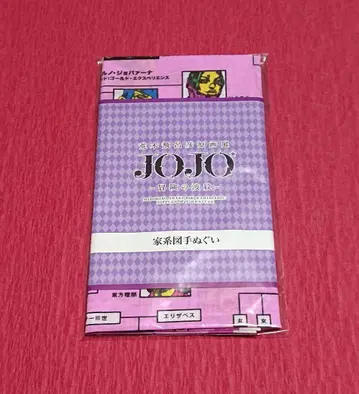 ルノ・ジョバァーナ
ド:ゴールド・エクスペリエンス
荒木飛呂彦原画展
JOJO
-冒険の波紋-
家系図手ぬぐい
東方理那
エリザベス